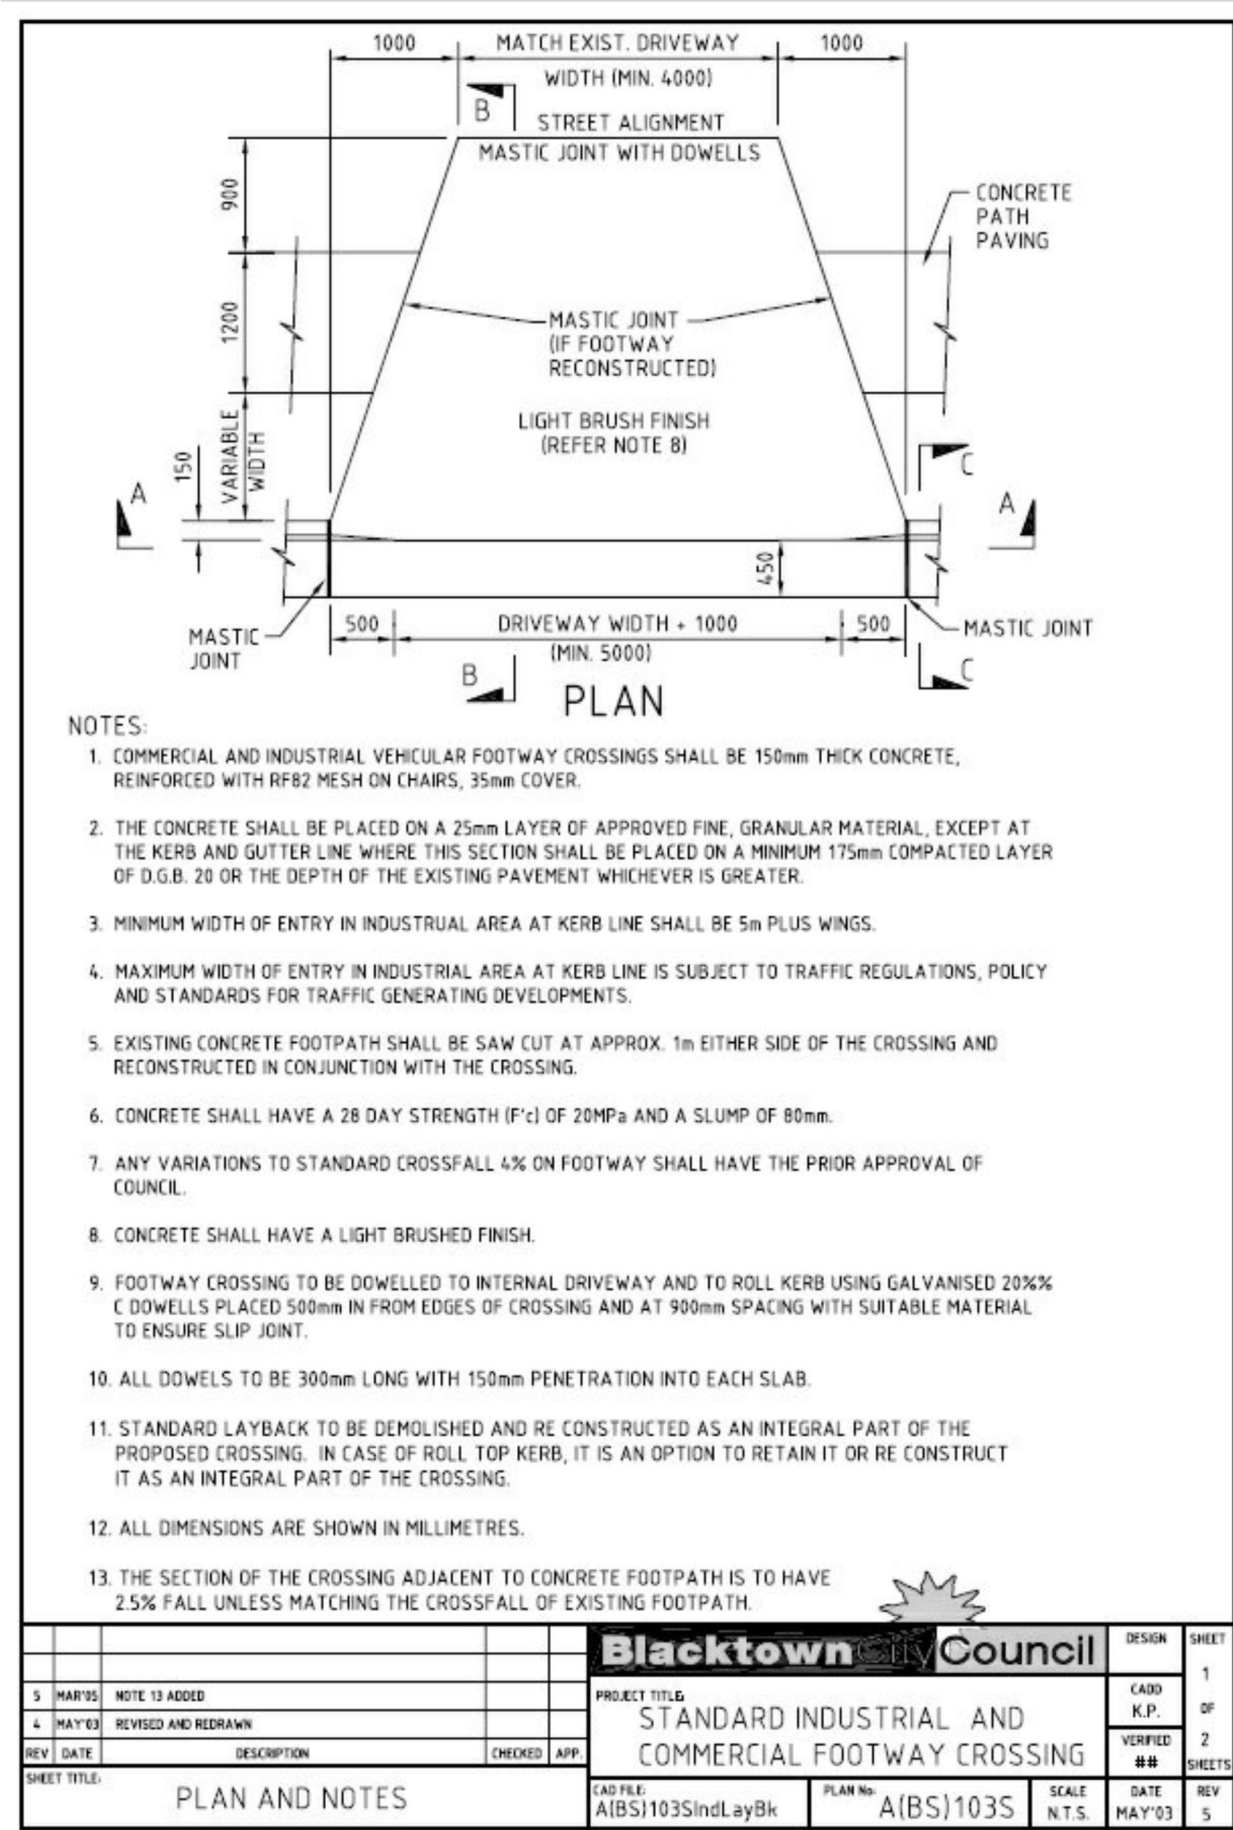 1000
MATCH EXIST. DRIVEWAY
1000
WIDTH (MIN. 4000)
B
STREET ALIGNMENT
MASTIC JOINT WITH DOWELLS
900
CONCRETE
PATH
PAVING
1200
MASTIC JOINT
(IF FOOTWAY
RECONSTRUCTED)
LIGHT BRUSH FINISH
(REFER NOTE 8)
VARIABLE
WIDTH
150
C
A
A
450
500
DRIVEWAY WIDTH + 1000
500
MASTIC
JOINT
(MIN. 5000)
MASTIC JOINT
B
C
PLAN
NOTES:
1. COMMERCIAL AND INDUSTRIAL VEHICULAR FOOTWAY CROSSINGS SHALL BE 150mm THICK CONCRETE,
REINFORCED WITH RF82 MESH ON CHAIRS, 35mm COVER.
2. THE CONCRETE SHALL BE PLACED ON A 25mm LAYER OF APPROVED FINE, GRANULAR MATERIAL, EXCEPT AT
THE KERB AND GUTTER LINE WHERE THIS SECTION SHALL BE PLACED ON A MINIMUM 175mm COMPACTED LAYER
OF D.G.B. 20 OR THE DEPTH OF THE EXISTING PAVEMENT WHICHEVER IS GREATER.
3. MINIMUM WIDTH OF ENTRY IN INDUSTRUAL AREA AT KERB LINE SHALL BE 5m PLUS WINGS.
4. MAXIMUM WIDTH OF ENTRY IN INDUSTRIAL AREA AT KERB LINE IS SUBJECT TO TRAFFIC REGULATIONS, POLICY
AND STANDARDS FOR TRAFFIC GENERATING DEVELOPMENTS.
5. EXISTING CONCRETE FOOTPATH SHALL BE SAW CUT AT APPROX. 1m EITHER SIDE OF THE CROSSING AND
RECONSTRUCTED IN CONJUNCTION WITH THE CROSSING.
6. CONCRETE SHALL HAVE A 28 DAY STRENGTH (F'c) OF 20MPa AND A SLUMP OF 80mm.
7. ANY VARIATIONS TO STANDARD CROSSFALL 4% ON FOOTWAY SHALL HAVE THE PRIOR APPROVAL OF
COUNCIL.
8. CONCRETE SHALL HAVE A LIGHT BRUSHED FINISH.
9. FOOTWAY CROSSING TO BE DOWELLED TO INTERNAL DRIVEWAY AND TO ROLL KERB USING GALVANISED 20%%
C DOWELLS PLACED 500mm IN FROM EDGES OF CROSSING AND AT 900mm SPACING WITH SUITABLE MATERIAL
TO ENSURE SLIP JOINT.
10. ALL DOWELS TO BE 300mm LONG WITH 150mm PENETRATION INTO EACH SLAB.
11. STANDARD LAYBACK TO BE DEMOLISHED AND RE CONSTRUCTED AS AN INTEGRAL PART OF THE
PROPOSED CROSSING. IN CASE OF ROLL TOP KERB, IT IS AN OPTION TO RETAIN IT OR RE CONSTRUCT
IT AS AN INTEGRAL PART OF THE CROSSING.
12. ALL DIMENSIONS ARE SHOWN IN MILLIMETRES.
13. THE SECTION OF THE CROSSING ADJACENT TO CONCRETE FOOTPATH IS TO HAVE
2.5% FALL UNLESS MATCHING THE CROSSFALL OF EXISTING FOOTPATH.
Blacktown City Council
DESIGN
SHEET
1
OF
2
SHEETS
5 MAR'05 NOTE 13 ADDED
4 MAY'03 REVISED AND REDRAWN
REV DATE DESCRIPTION CHECKED APP.
PROJECT TITLE:
STANDARD INDUSTRIAL AND
COMMERCIAL FOOTWAY CROSSING
CADD
K.P.
VERIFIED
##
SHEET TITLE:
PLAN AND NOTES
CAD FILE:
A(BS)103SIndLayBk
PLAN No:
A(BS)103S
SCALE
N.T.S.
DATE
MAY'03
REV
5